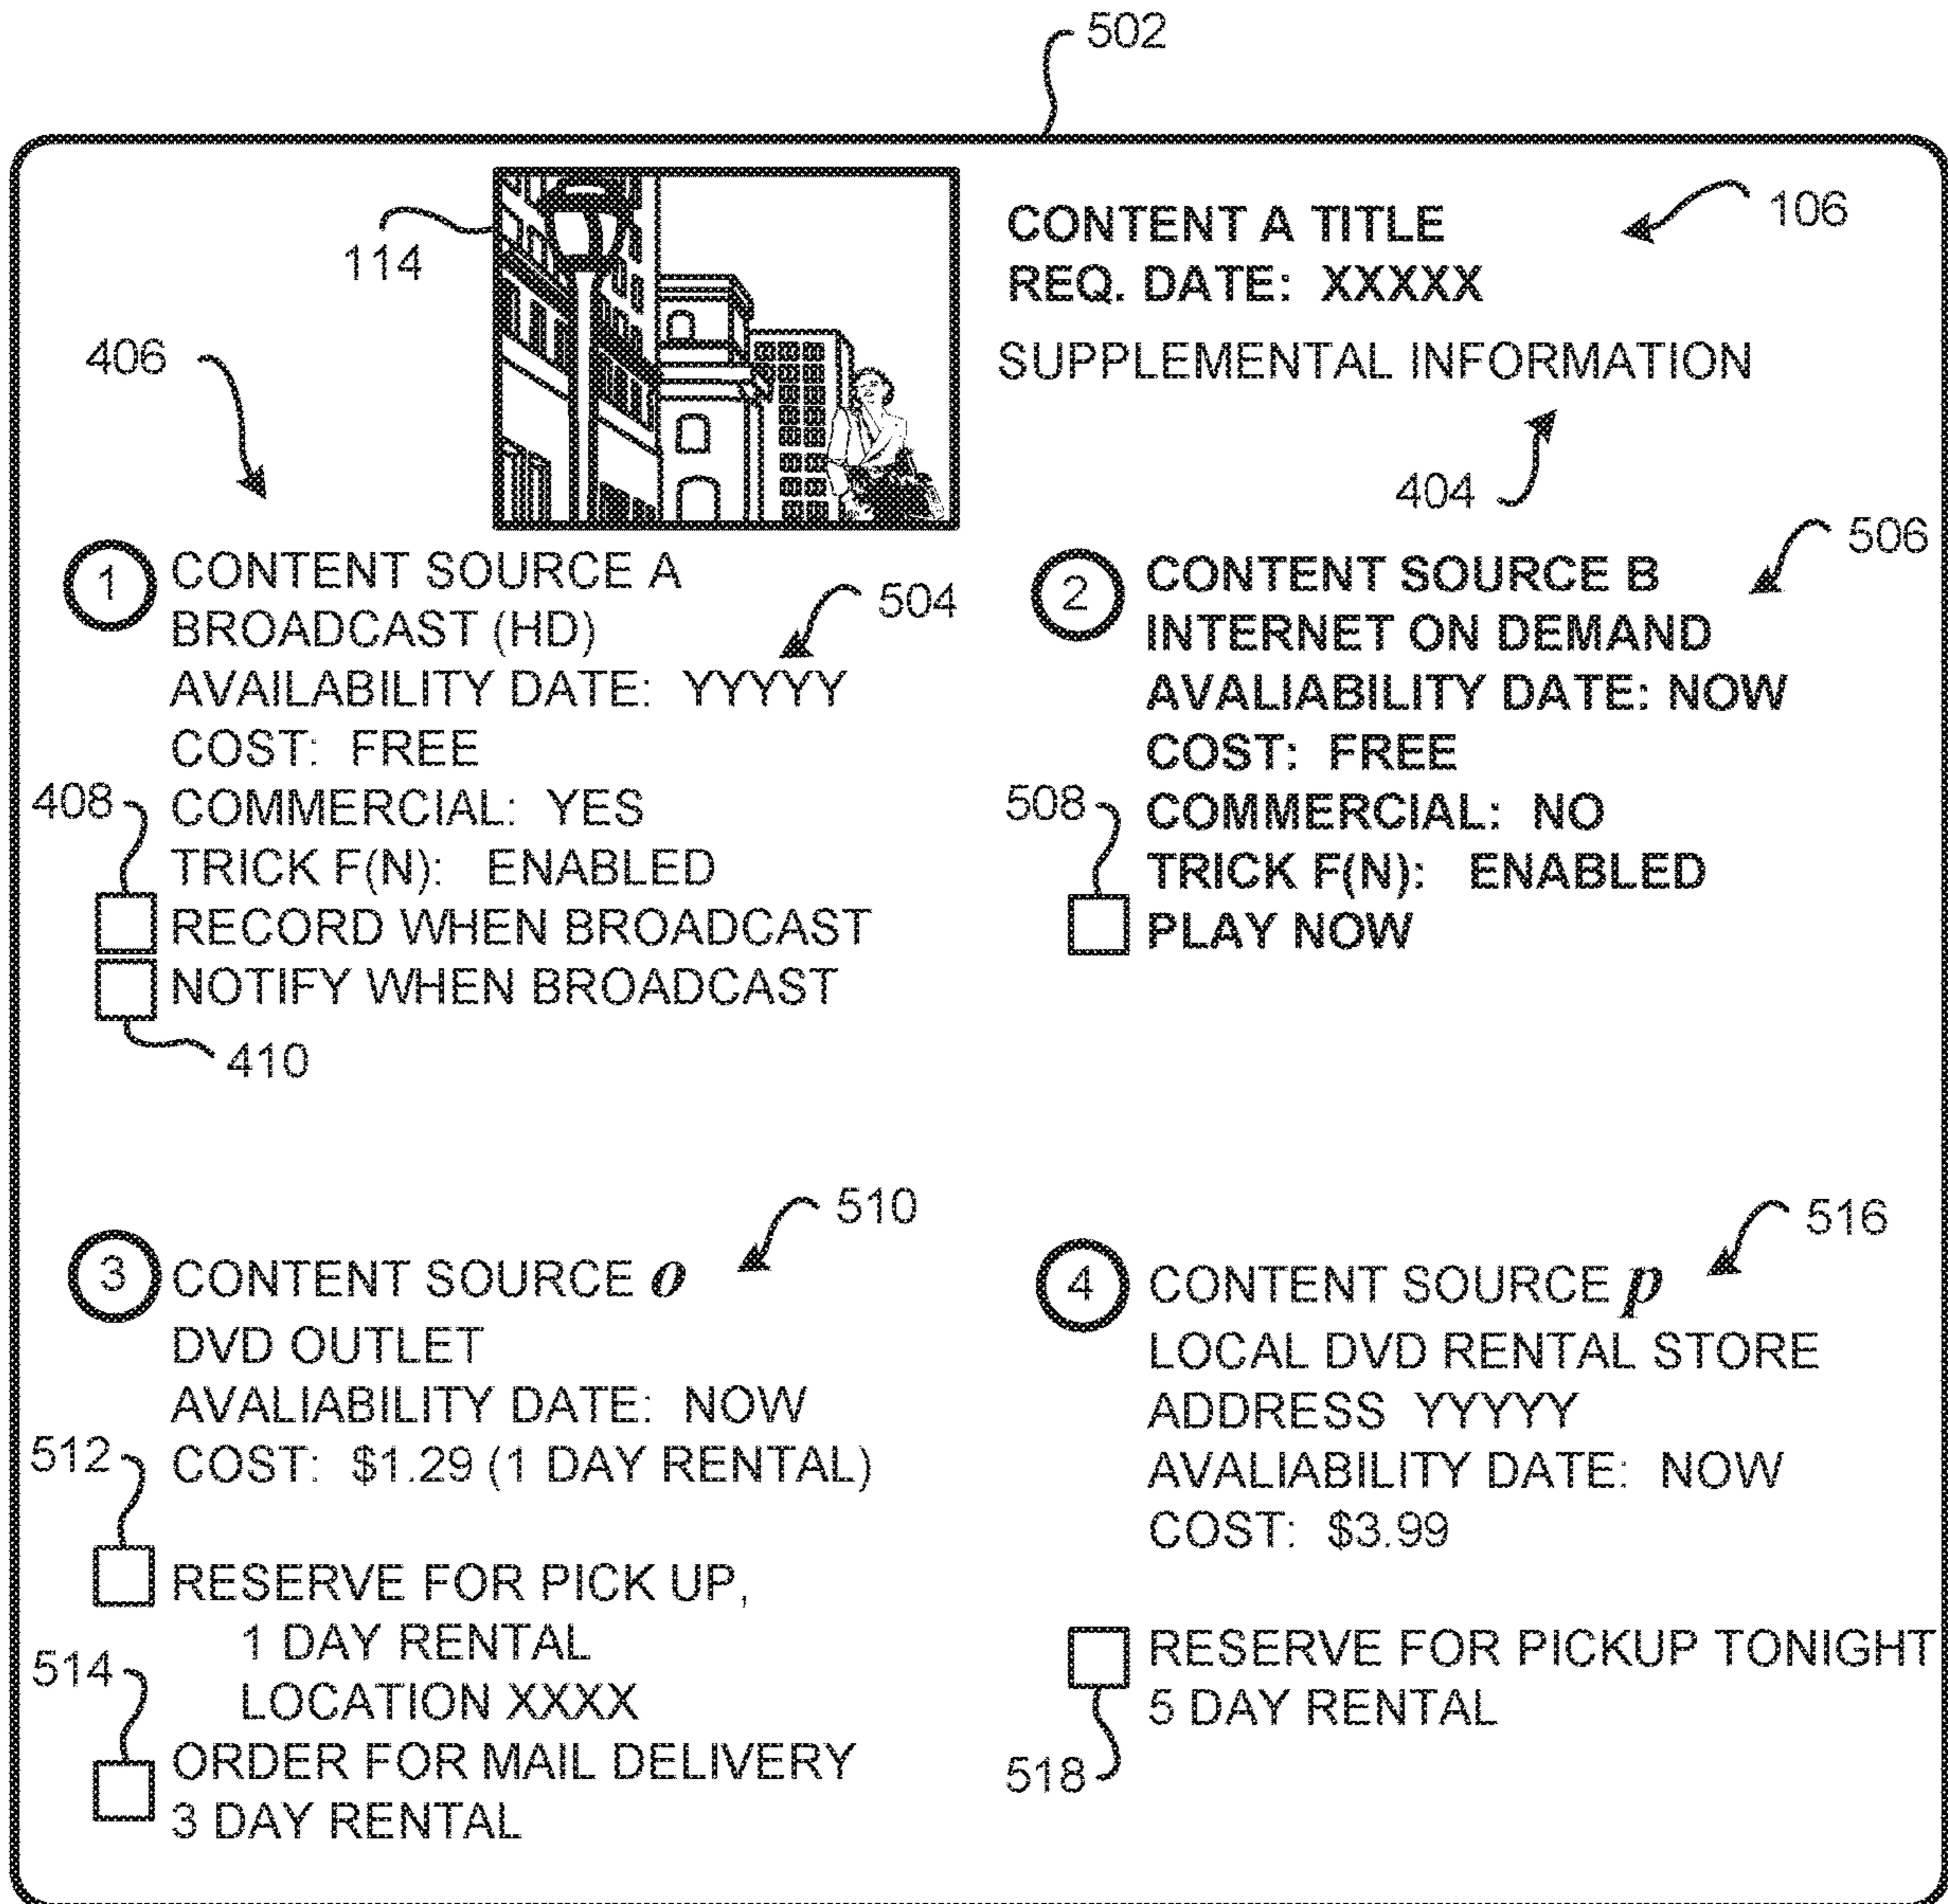 502
114
CONTENT A TITLE
106
REQ. DATE: XXXXX
SUPPLEMENTAL INFORMATION
404
406
1 CONTENT SOURCE A
BROADCAST (HD)
504
AVAILABILITY DATE: YYYYY
COST: FREE
408
COMMERCIAL: YES
TRICK F(N): ENABLED
RECORD WHEN BROADCAST
NOTIFY WHEN BROADCAST
410
506
2 CONTENT SOURCE B
INTERNET ON DEMAND
AVALIABILITY DATE: NOW
COST: FREE
508
COMMERCIAL: NO
TRICK F(N): ENABLED
PLAY NOW
510
3 CONTENT SOURCE o
DVD OUTLET
AVALIABILITY DATE: NOW
512
COST: $1.29 (1 DAY RENTAL)
RESERVE FOR PICK UP,
1 DAY RENTAL
514
LOCATION XXXX
ORDER FOR MAIL DELIVERY
3 DAY RENTAL
516
4 CONTENT SOURCE p
LOCAL DVD RENTAL STORE
ADDRESS YYYYY
AVALIABILITY DATE: NOW
COST: $3.99
RESERVE FOR PICKUP TONIGHT
5 DAY RENTAL
518